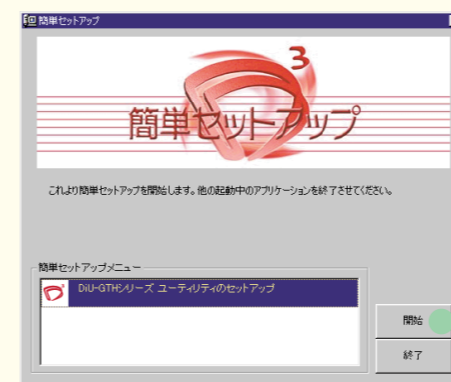 簡単セットアップ
3
簡単セットアップ
これより簡単セットアップを開始します。他の起動中のアプリケーションを終了させてください。
簡単セットアップメニュー
DiU-GTHシリーズ ユーティリティのセットアップ
開始
終了